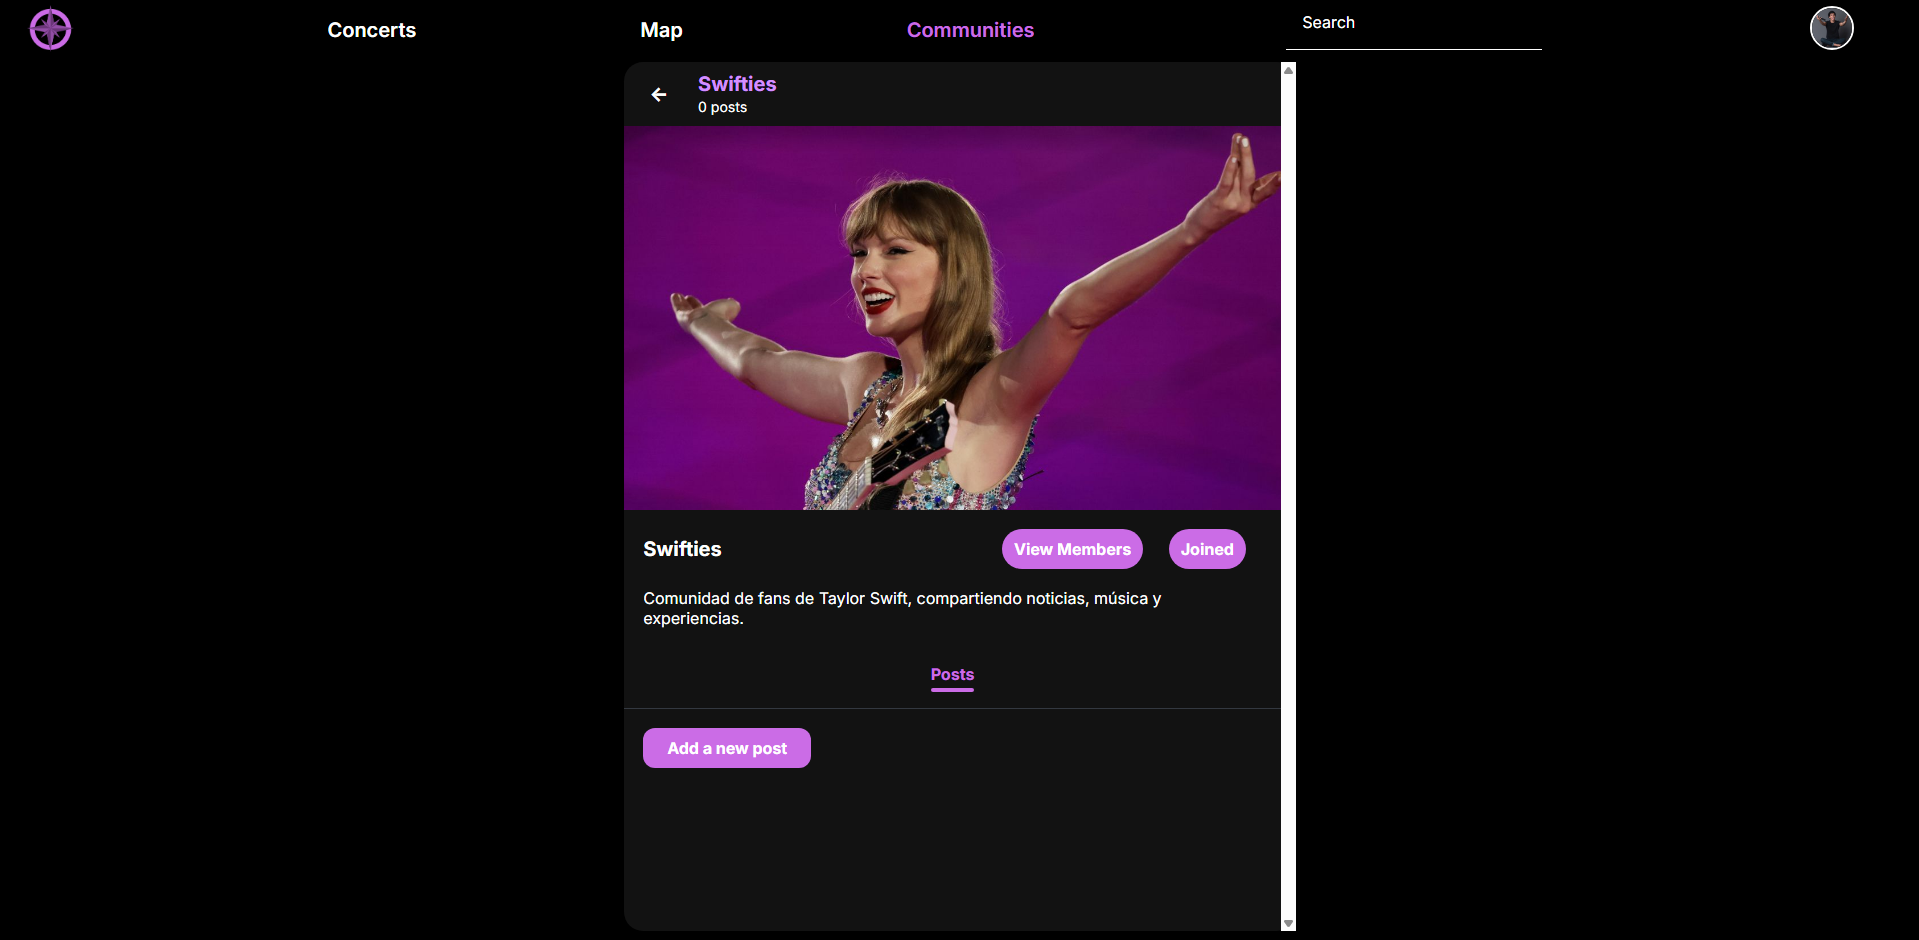 Concerts
Map
Communities
Search
Swifties
0 posts
Swifties
View Members
Joined
Comunidad de fans de Taylor Swift, compartiendo noticias, música y
experiencias.
Posts
Add a new post